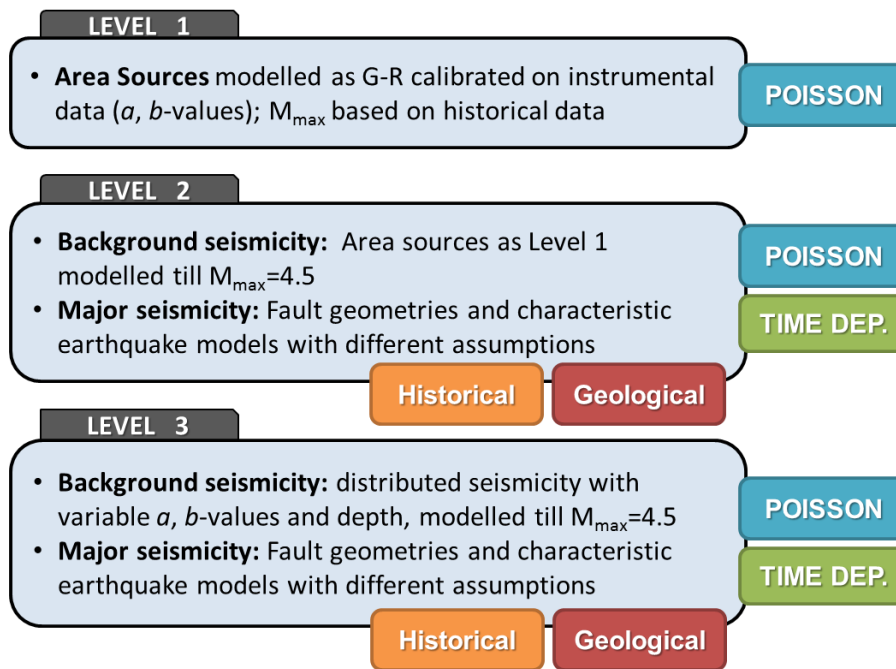 LEVEL 1
• Area Sources modelled as G-R calibrated on instrumental
data (a, b-values); Mmax based on historical data
POISSON
LEVEL 2
• Background seismicity: Area sources as Level 1
modelled till Mmax=4.5
• Major seismicity: Fault geometries and characteristic
earthquake models with different assumptions
POISSON
TIME DEP.
Historical
Geological
LEVEL 3
• Background seismicity: distributed seismicity with
variable a, b-values and depth, modelled till Mmax=4.5
• Major seismicity: Fault geometries and characteristic
earthquake models with different assumptions
POISSON
TIME DEP.
Historical
Geological